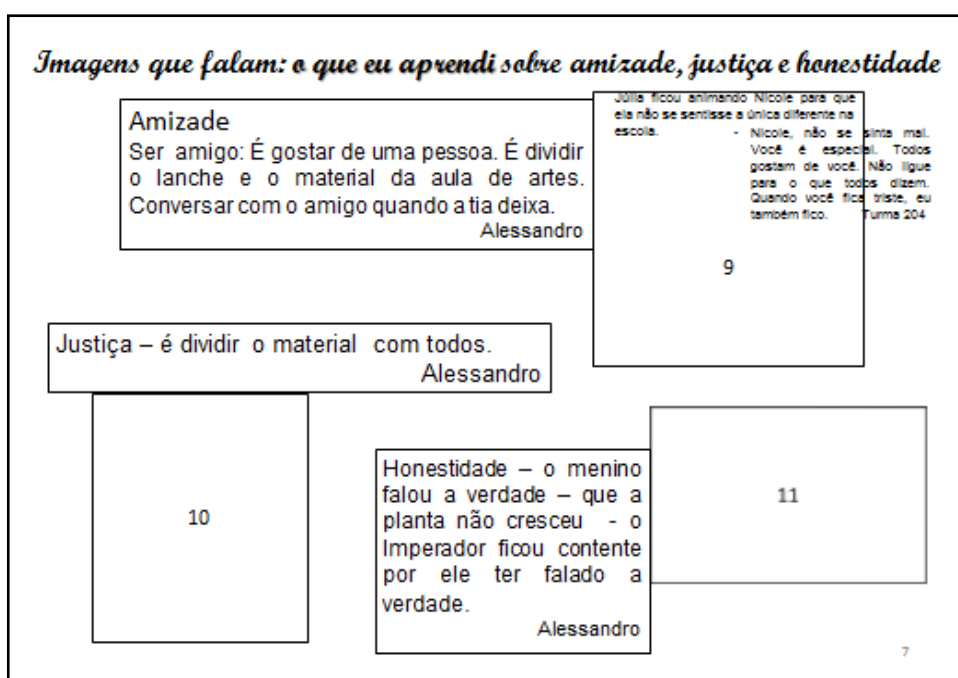 Imagens que falam: o que eu aprendi sobre amizade, justiça e honestidade
Amizade
Ser amigo: É gostar de uma pessoa. É dividir
o lanche e o material da aula de artes.
Conversar com o amigo quando a tia deixa.
Alessandro
Júlia ficou animando Nicole para que
ela não se sentisse a única diferente na
escola.
- Nicole, não se sinta mal.
Você é especial. Todos
gostam de você. Não ligue
para o que todos dizem.
Quando você fica triste, eu
também fico. Turma 204
9
Justiça – é dividir o material com todos.
Alessandro
10
Honestidade – o menino
falou a verdade – que a
planta não cresceu - o
Imperador ficou contente
por ele ter falado a
verdade.
Alessandro
11
7